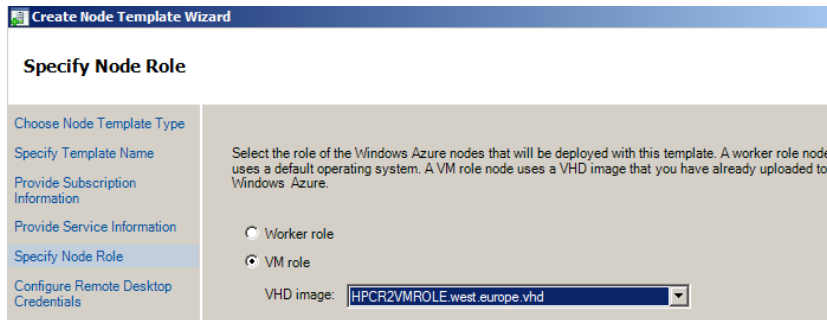 Create Node Template Wizard
Specify Node Role
Choose Node Template Type
Specify Template Name
Provide Subscription
Information
Provide Service Information
Specify Node Role
Configure Remote Desktop
Credentials
Select the role of the Windows Azure nodes that will be deployed with this template. A worker role node
uses a default operating system. A VM role node uses a VHD image that you have already uploaded to
Windows Azure.
Worker role
VM role
VHD image: HPCR2VMROLE.west.europe.vhd